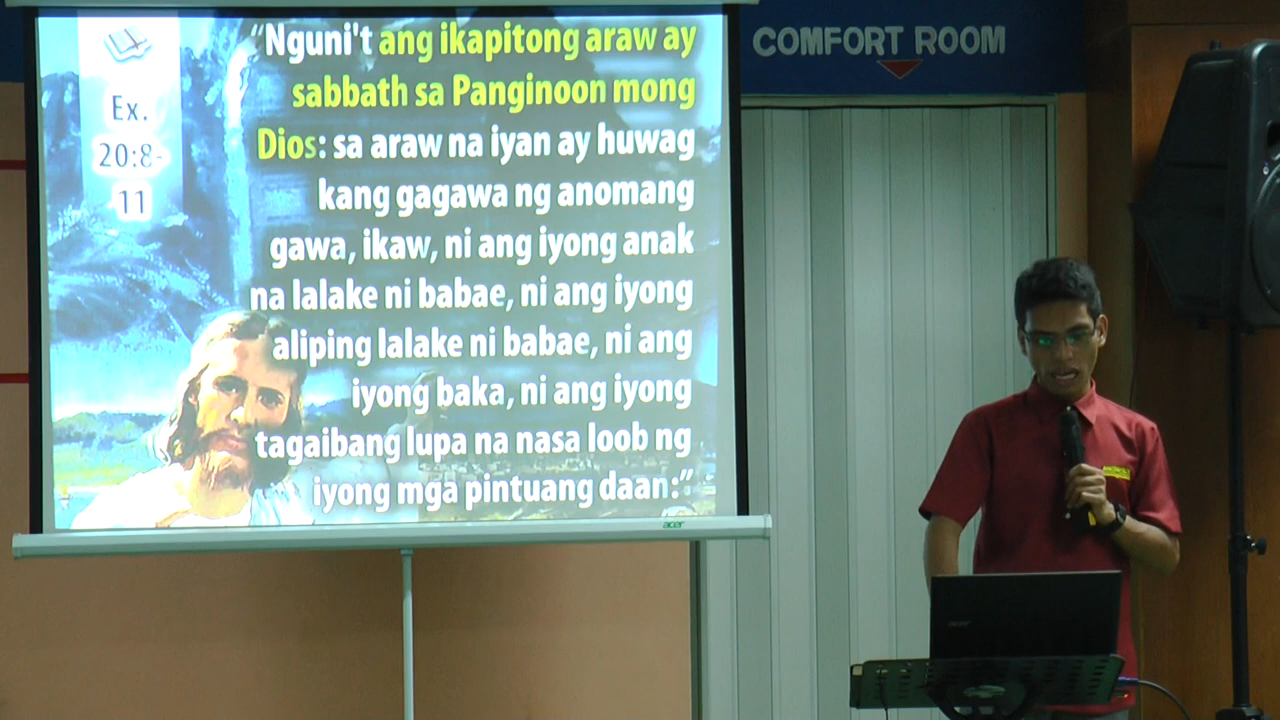 Ex.
20:8-
11
“Nguni't ang ikapitong araw ay
sabbath sa Panginoon mong
Dios: sa araw na iyan ay huwag
kang gagawa ng anomang
gawa, ikaw, ni ang iyong anak
na lalake ni babae, ni ang iyong
aliping lalake ni babae, ni ang
iyong baka, ni ang iyong
tagaibang lupa na nasa loob ng
iyong mga pintuang daan:”
acer
COMFORT ROOM
acer